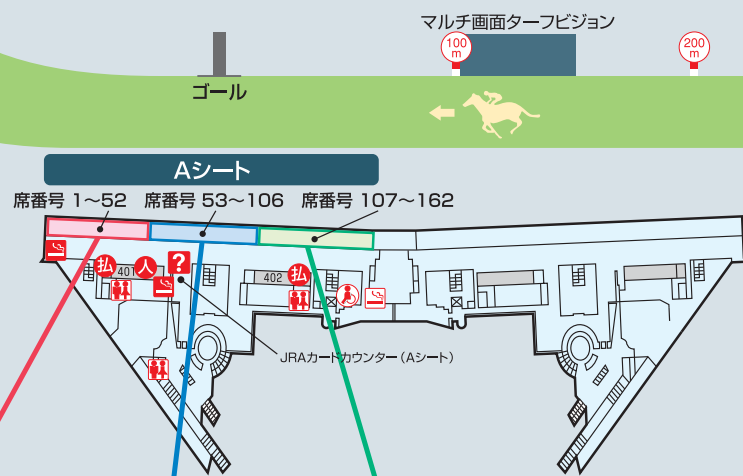 マルチ画面ターフビジョン
100
m
200
m
ゴール
Aシート
席番号 1～52 席番号 53～106 席番号 107～162
払 401 人 ?
402 払
JRAカードカウンター（Aシート）